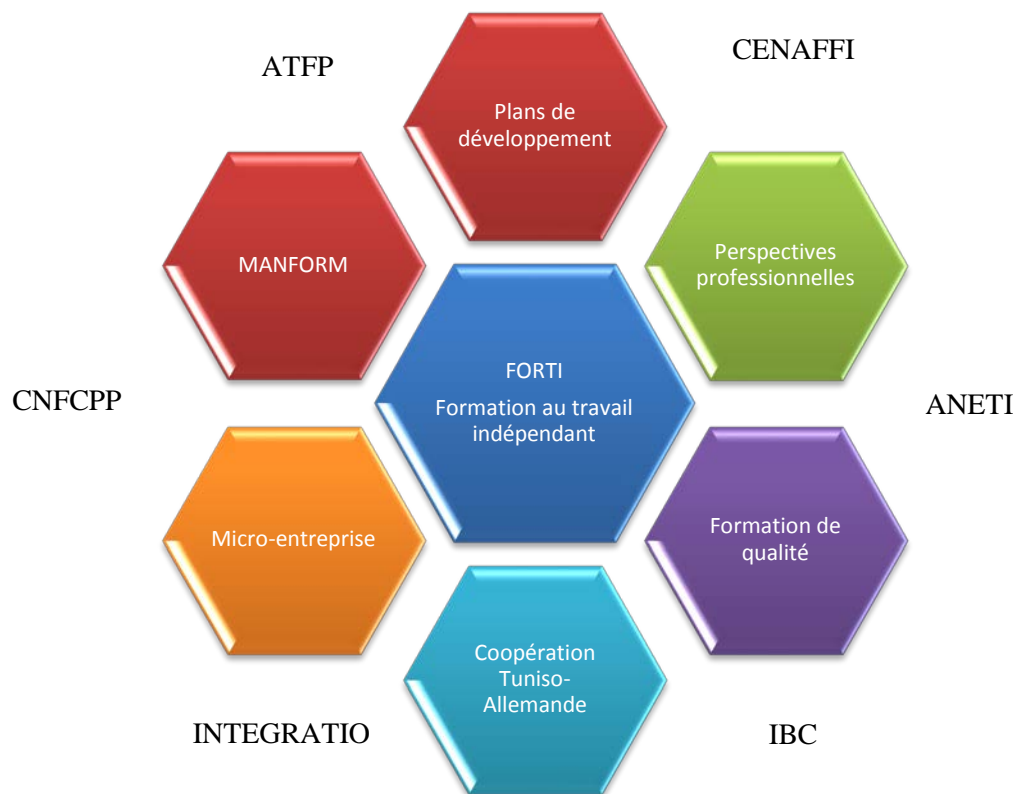 ATFP
CENAFFI
Plans de
développement
MANFORM
Perspectives
professionnelles
FORTI
Formation au travail
indépendant
CNFCPP
ANETI
Micro-entreprise
Formation de
qualité
Coopération
Tuniso-
Allemande
INTEGRATIO
IBC